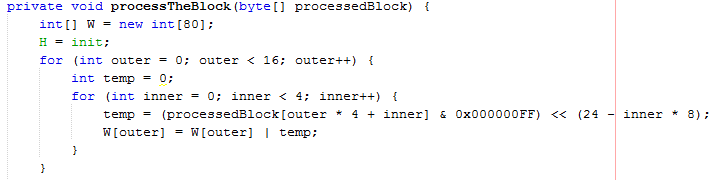 private void processTheBlock(byte[] processedBlock) {
int[] W = new int[80];
H = init;
for (int outer = 0; outer < 16; outer++) {
int temp = 0;
for (int inner = 0; inner < 4; inner++) {
temp = (processedBlock[outer * 4 + inner] & 0x000000FF) << (24 - inner * 8);
W[outer] = W[outer] | temp;
}
}